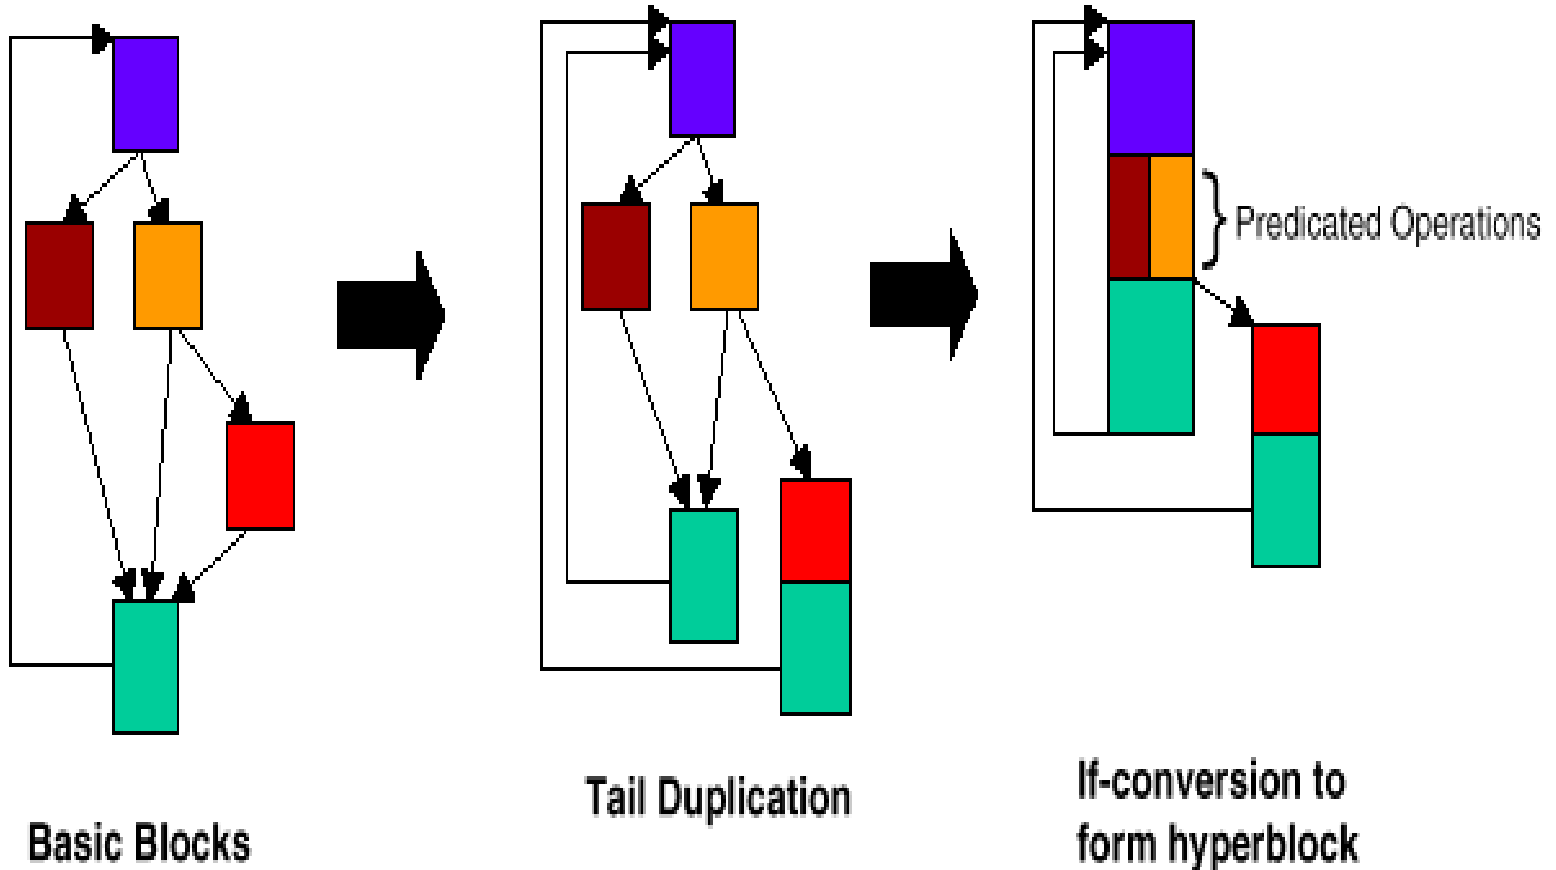 Predicated Operations
Basic Blocks
Tail Duplication
If-conversion to
form hyperblock